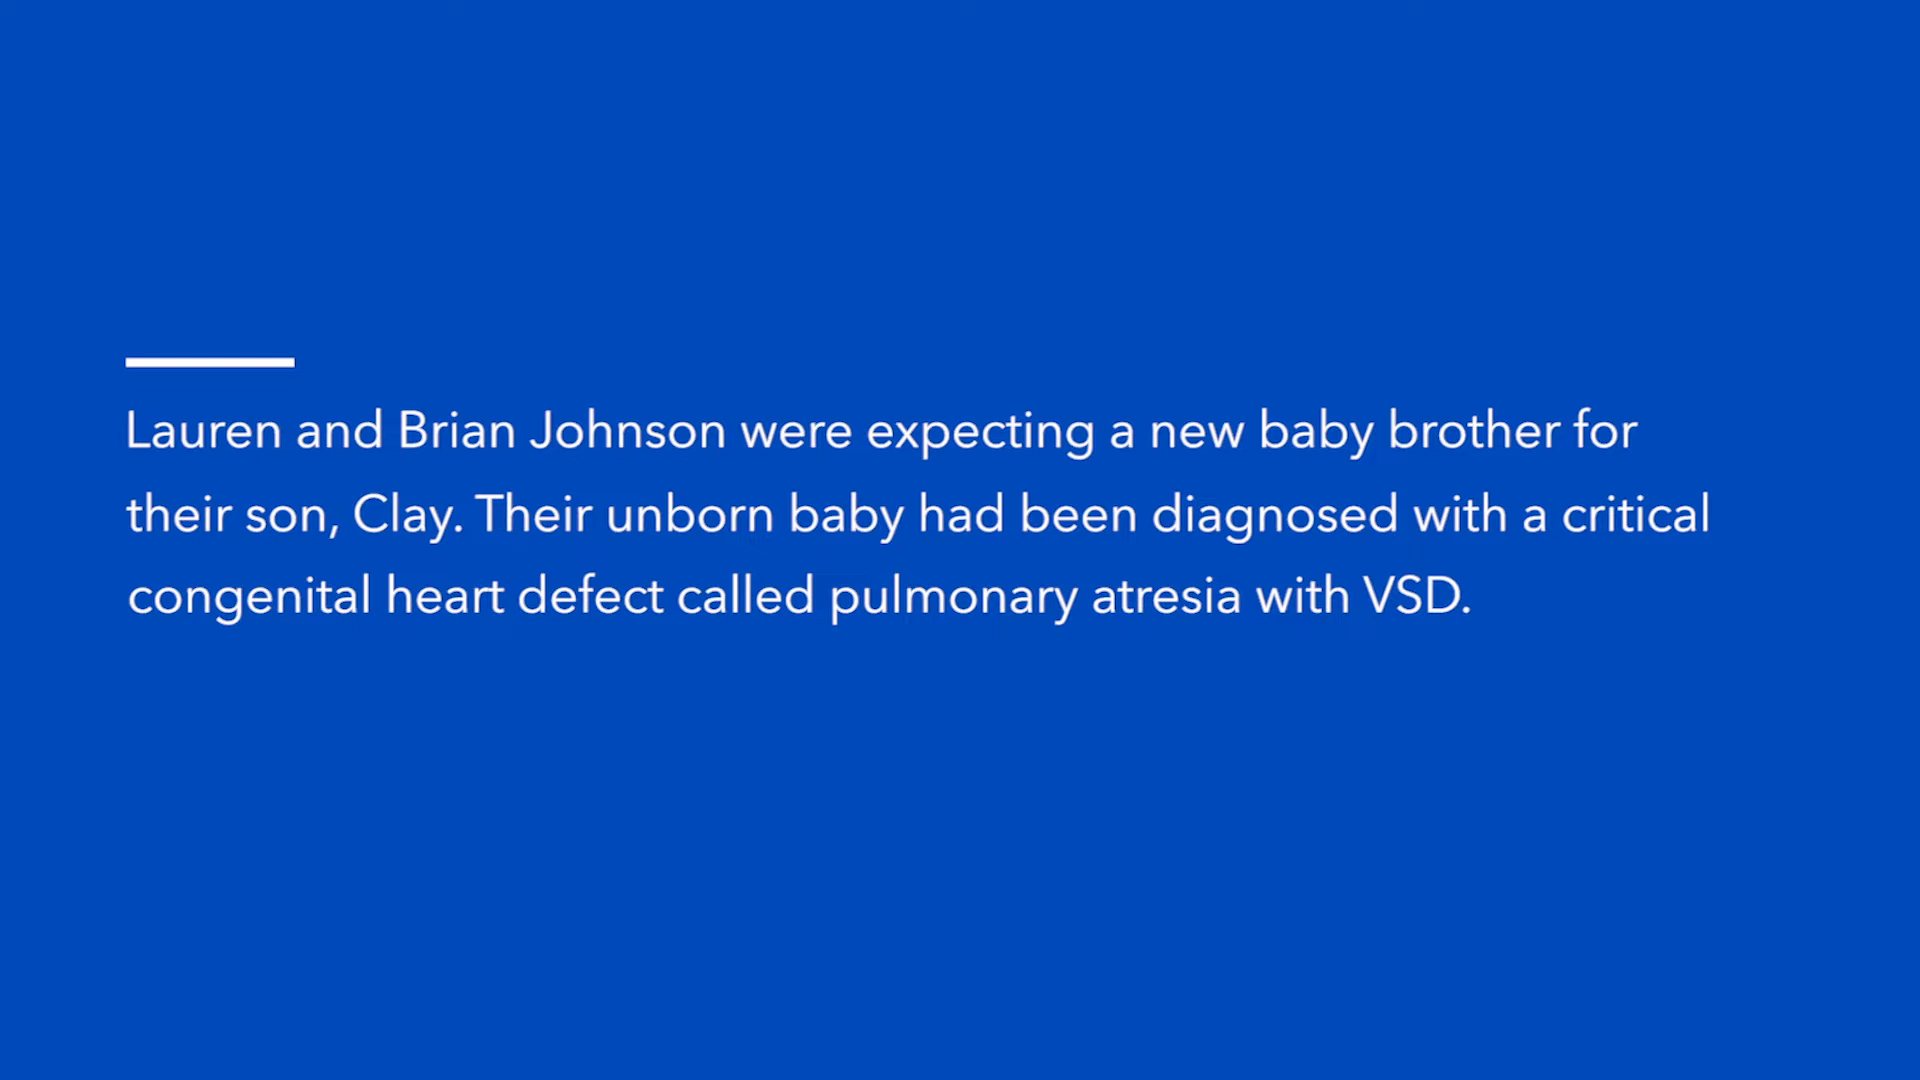 Lauren and Brian Johnson were expecting a new baby brother for
their son, Clay. Their unborn baby had been diagnosed with a critical
congenital heart defect called pulmonary atresia with VSD.